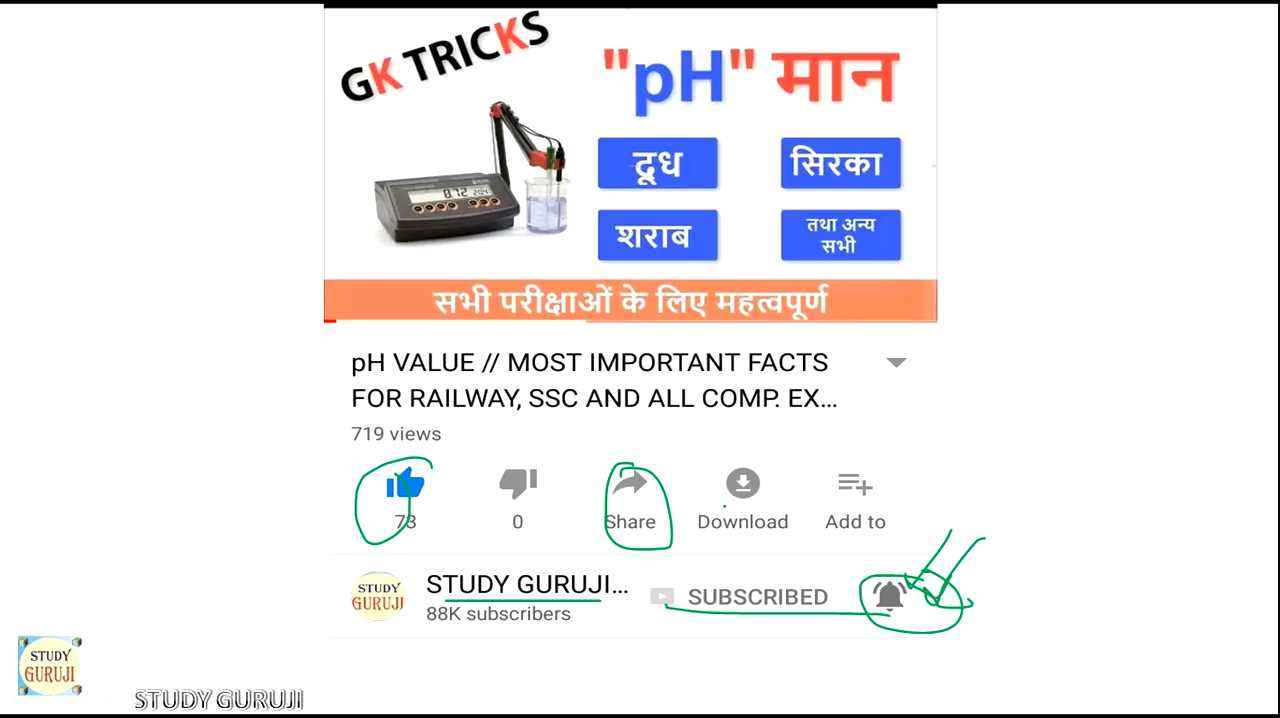 GK TRICKS
"pH" मान
दूध
सिरका
शराब
तथा अन्य
सभी
सभी परीक्षाओं के लिए महत्वपूर्ण
pH VALUE // MOST IMPORTANT FACTS
FOR RAILWAY, SSC AND ALL COMP. EX...
719 views
73
0
Share
Download
Add to
STUDY
GURUJI
STUDY GURUJI...
88K subscribers
SUBSCRIBED
STUDY
GURUJI
STUDY GURUJI